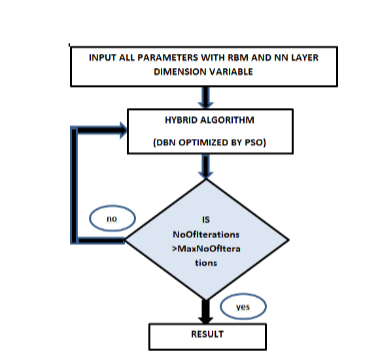 INPUT ALL PARAMETERS WITH RBM AND NN LAYER
DIMENSION VARIABLE
HYBRID ALGORITHM
(DBN OPTIMIZED BY PSO)
no
IS
NoOfIterations
>MaxNoOfItera
tions
yes
RESULT